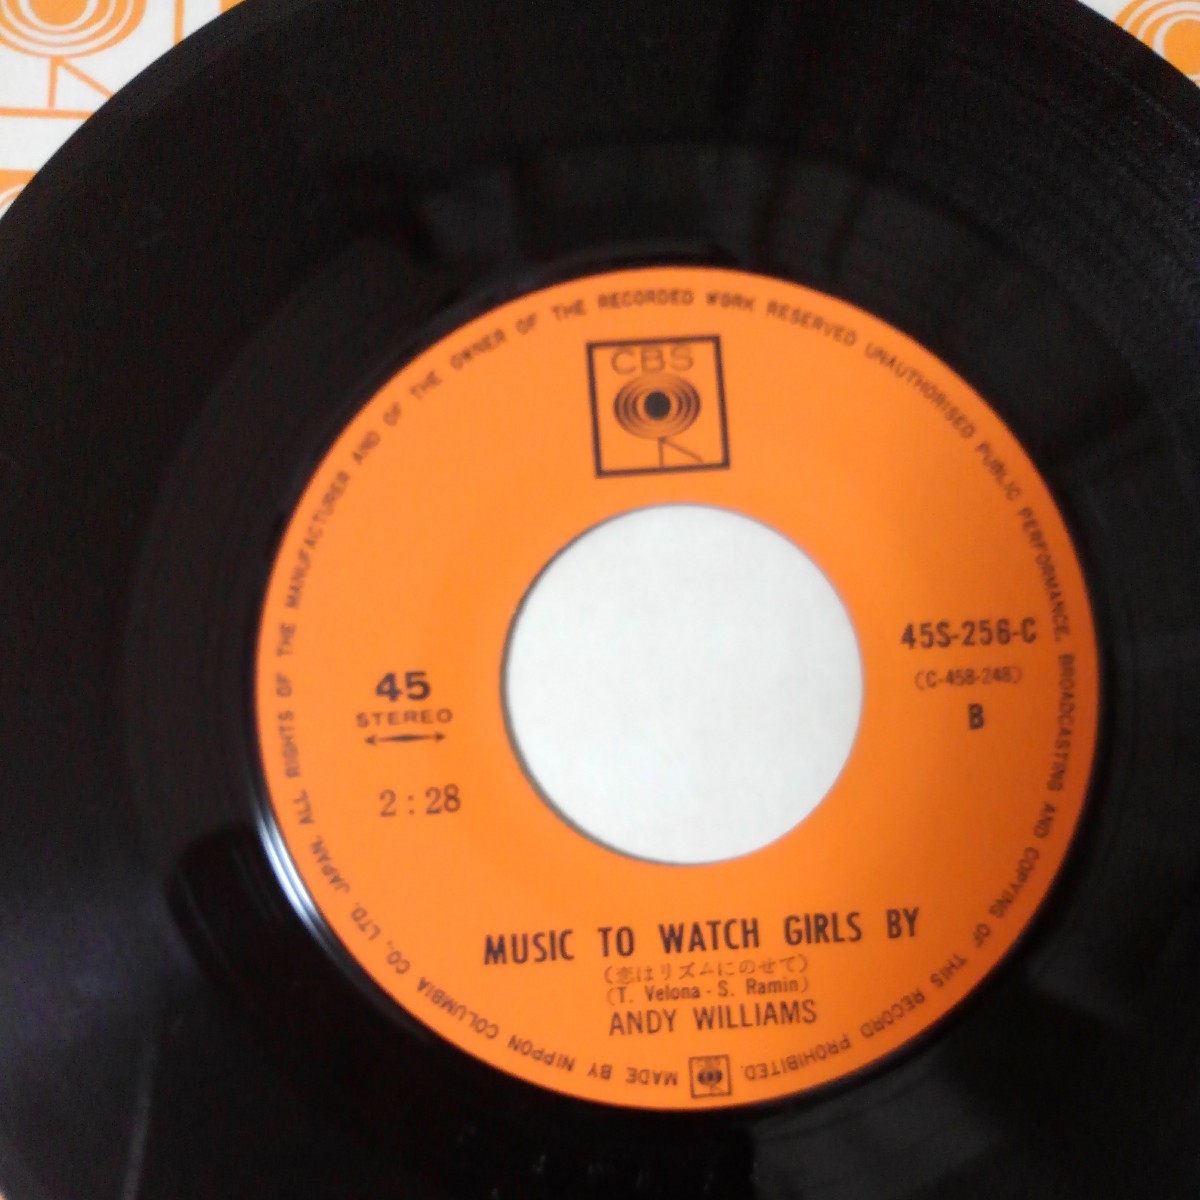 CBS
45S-256-C
(C-458-248)
B
45
STEREO
2:28
MUSIC TO WATCH GIRLS BY
(恋はリズムにのせて)
(T. Velona - S. Ramin)
ANDY WILLIAMS
MADE BY NIPPON COLUMBIA CO., LTD. JAPAN. ALL RIGHTS OF THE MANUFACTURER AND OF THE OWNER OF THE RECORDED WORK RESERVED UNAUTHORISED PUBLIC PERFORMANCE, BROADCASTING AND COPYING OF THIS RECORD PROHIBITED.
CBS